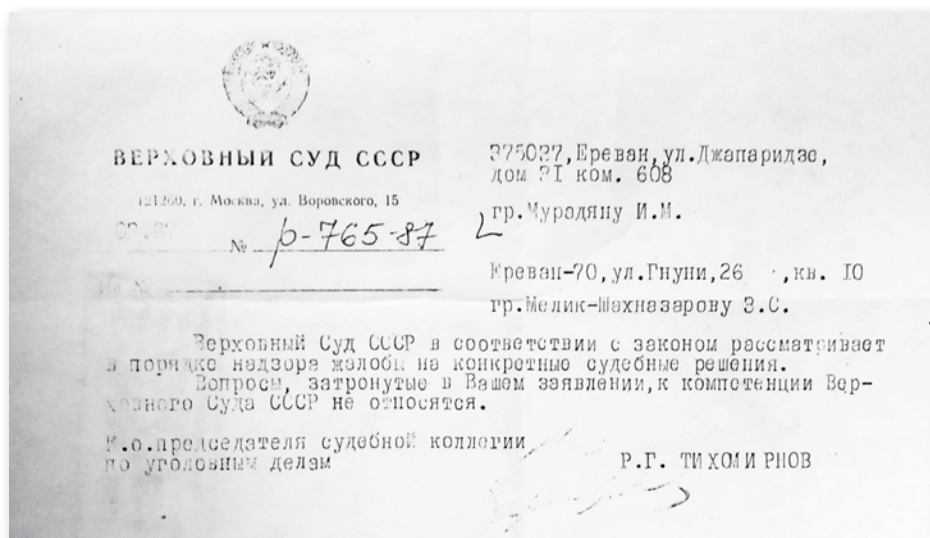 ВЕРХОВНЫЙ СУД СССР
121260, г. Москва, ул. Воровского, 15
№ р-765-87
375037, Ереван, ул.Джапаридзе,
дом 2I ком. 608
гр.Мурадяну И.М.
Ереван-70, ул.Гнуни, 26 , кв. I0
гр.Мелик-Шахназарову З.С.
Верховный Суд СССР в соответствии с законом рассматривает
в порядке надзора жалобы на конкретные судебные решения.
Вопросы, затронутые в Вашем заявлении, к компетенции Вер-
ховного Суда СССР не относятся.
И.о.председателя судебной коллегии
по уголовным делам
Р.Г. ТИХОМИРНОВ